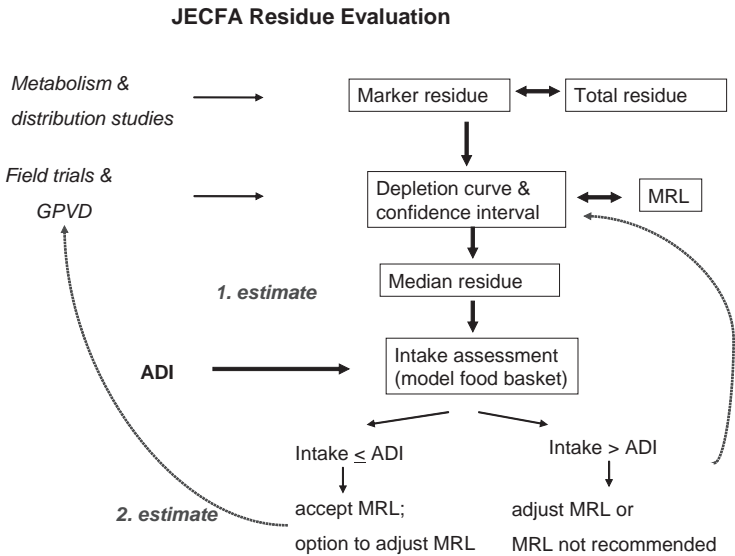 JECFA Residue Evaluation
Metabolism &
distribution studies
Marker residue
Total residue
Field trials &
GPVD
Depletion curve &
confidence interval
MRL
Median residue
1. estimate
ADI
Intake assessment
(model food basket)
Intake ≤ ADI
Intake > ADI
2. estimate
accept MRL;
option to adjust MRL
adjust MRL or
MRL not recommended